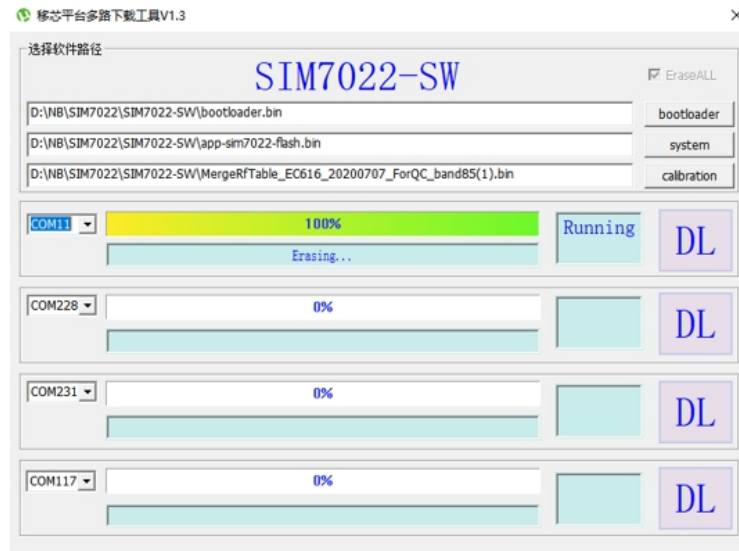 移芯平台多路下载工具V1.3
选择软件路径
SIM7022-SW
EraseALL
D:\NB\SIM7022\SIM7022-SW\bootloader.bin
bootloader
D:\NB\SIM7022\SIM7022-SW\app-sim7022-flash.bin
system
D:\NB\SIM7022\SIM7022-SW\MergeRfTable_EC616_20200707_ForQC_band85(1).bin
calibration
COM11
100%
Running
DL
Erasing...
COM228
0%
DL
COM231
0%
DL
COM117
0%
DL